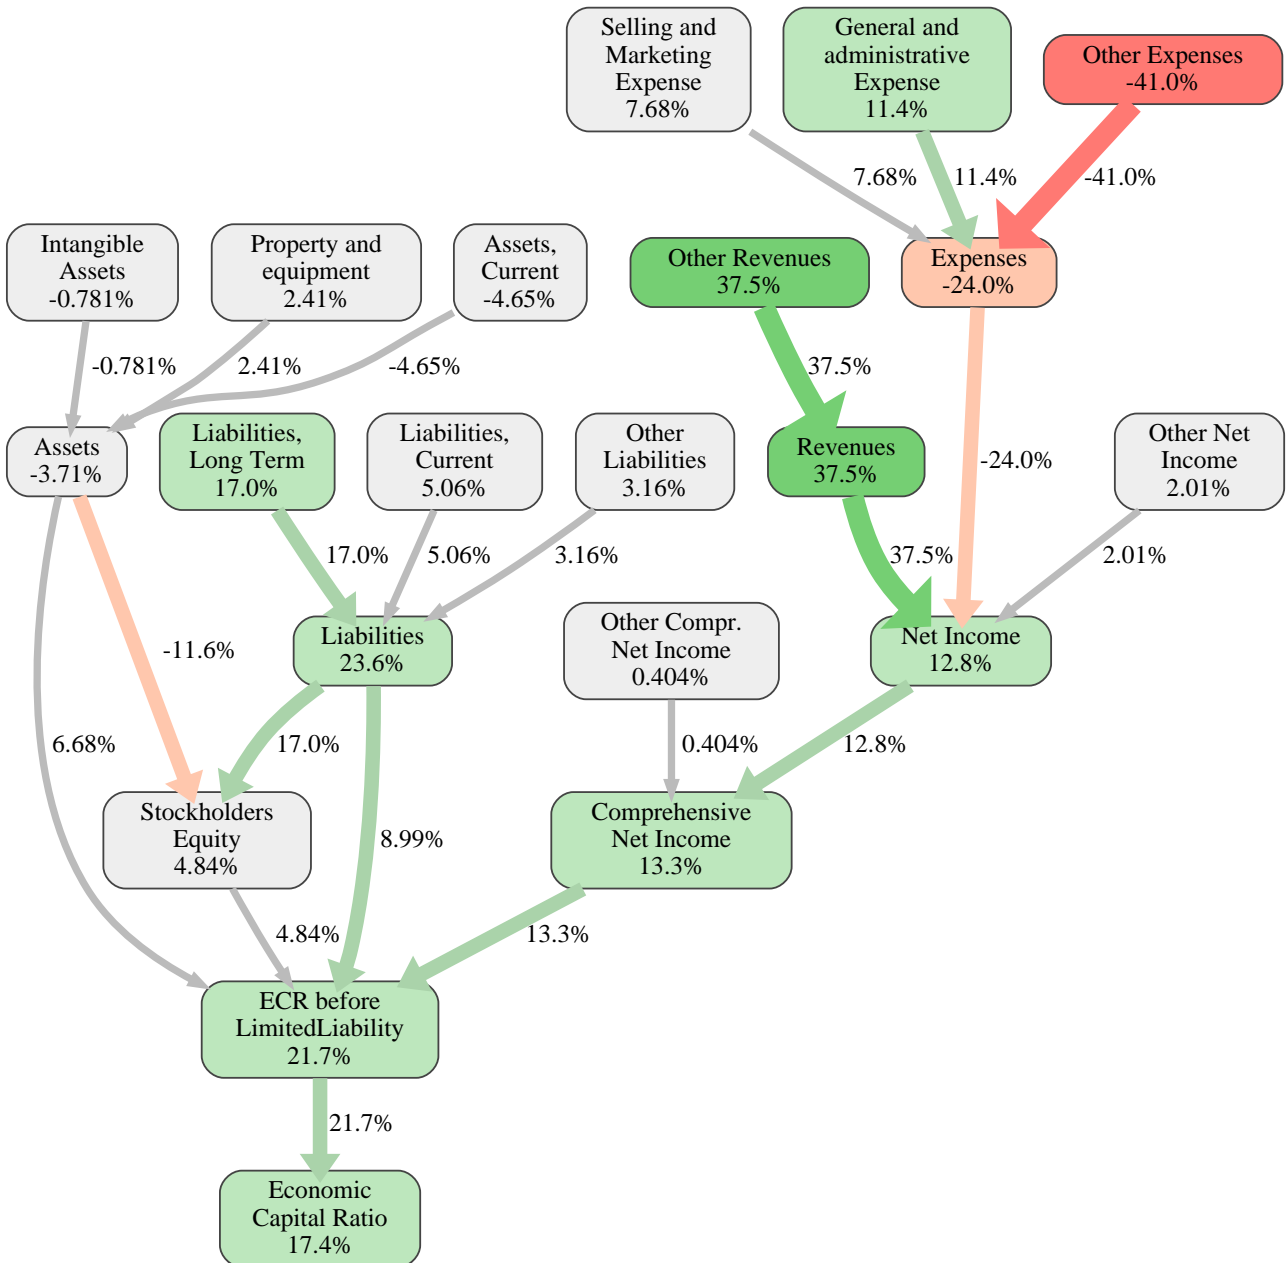 Selling and
Marketing
Expense
7.68%
General and
administrative
Expense
11.4%
Other Expenses
-41.0%
7.68%
11.4%
-41.0%
Intangible
Assets
-0.781%
Property and
equipment
2.41%
Assets,
Current
-4.65%
Other Revenues
37.5%
Expenses
-24.0%
-0.781%
2.41%
-4.65%
37.5%
Assets
-3.71%
Liabilities,
Long Term
17.0%
Liabilities,
Current
5.06%
Other
Liabilities
3.16%
Revenues
37.5%
-24.0%
Other Net
Income
2.01%
17.0%
5.06%
3.16%
37.5%
2.01%
-11.6%
Liabilities
23.6%
Other Compr.
Net Income
0.404%
Net Income
12.8%
6.68%
17.0%
0.404%
12.8%
Stockholders
Equity
4.84%
8.99%
Comprehensive
Net Income
13.3%
4.84%
13.3%
ECR before
LimitedLiability
21.7%
21.7%
Economic
Capital Ratio
17.4%